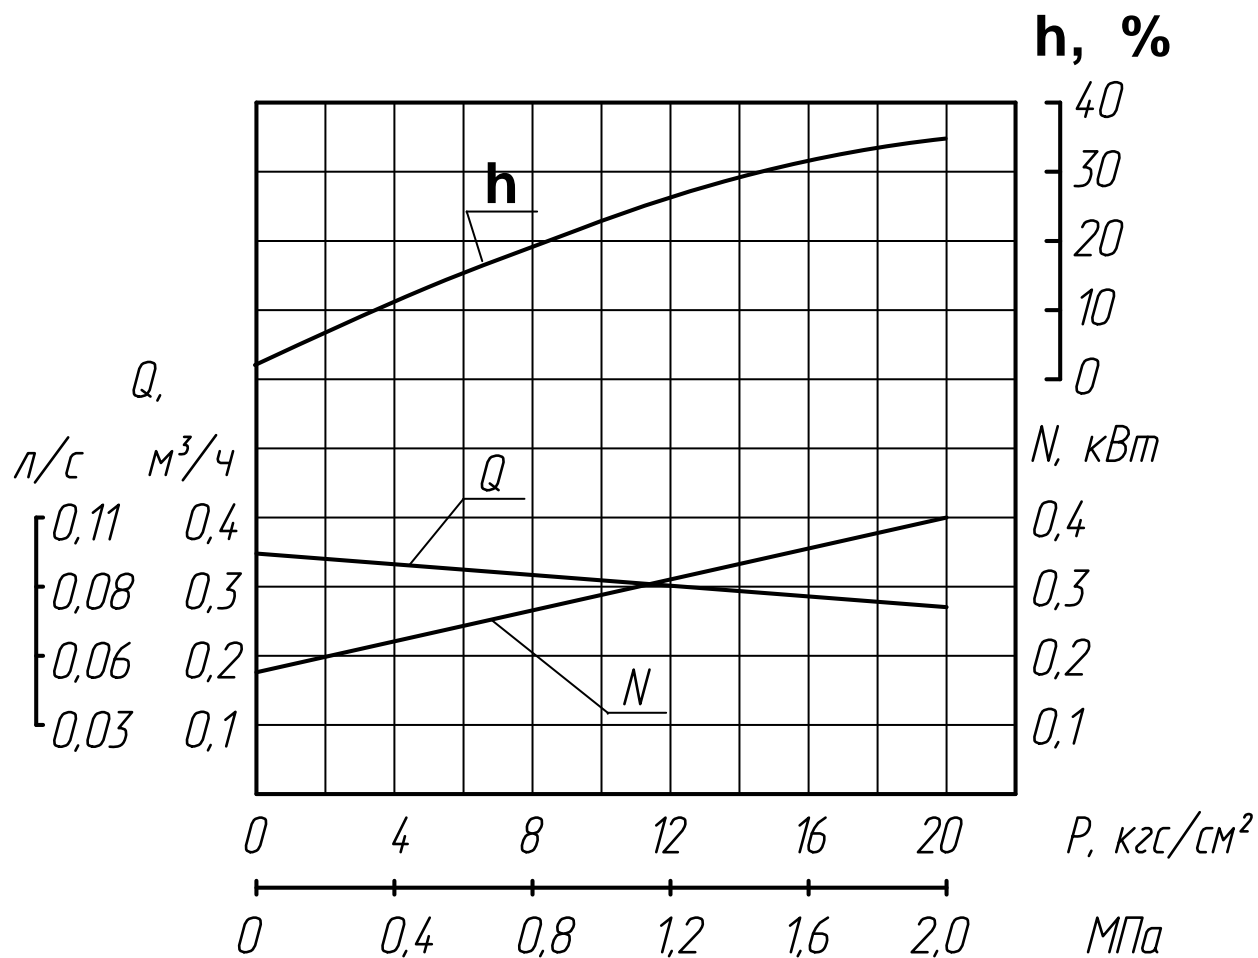 h, %
40
h
30
20
10
0
Q,
л/с м³/ч
N, кВт
Q
0,11 0,4 0,4
0,08 0,3 0,3
0,06 0,2 0,2
N
0,03 0,1 0,1
0 4 8 12 16 20 P, кгс/см²
0 0,4 0,8 1,2 1,6 2,0 МПа